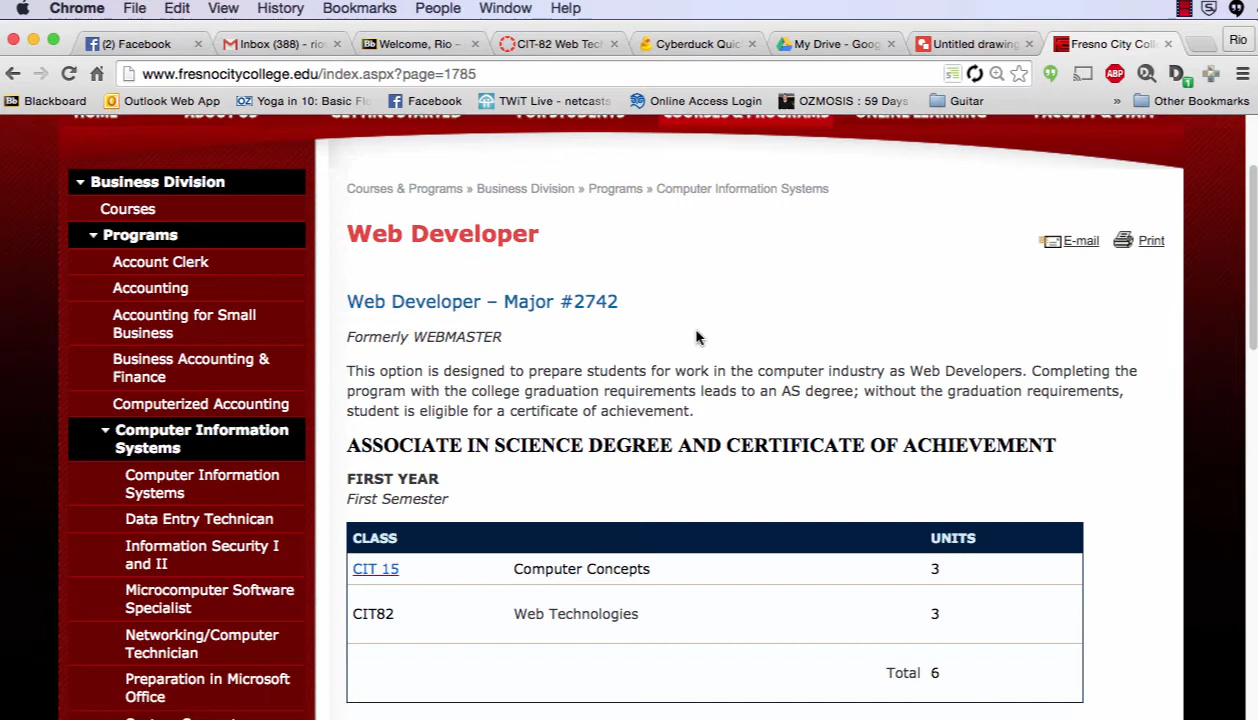 Chrome File Edit View History Bookmarks People Window Help
(2) Facebook Inbox (388) - rio Welcome, Rio – CIT-82 Web Tec Cyberduck Quic My Drive - Goog Untitled drawing Fresno City Coll Rio
www.fresnocitycollege.edu/index.aspx?page=1785
Blackboard Outlook Web App Yoga in 10: Basic Fl Facebook TWiT Live - netcasts Online Access Login OZMOSIS : 59 Days Guitar » Other Bookmarks
HOME ABOUT US GETTING STARTED FOR STUDENTS COURSES & PROGRAMS ONLINE LEARNING FACULTY & STAFF
Business Division
Courses
Programs
Account Clerk
Accounting
Accounting for Small
Business
Business Accounting &
Finance
Computerized Accounting
Computer Information
Systems
Computer Information
Systems
Data Entry Technican
Information Security I
and II
Microcomputer Software
Specialist
Networking/Computer
Technician
Preparation in Microsoft
Office
Courses & Programs » Business Division » Programs » Computer Information Systems
Web Developer
E-mail Print
Web Developer – Major #2742
Formerly WEBMASTER
This option is designed to prepare students for work in the computer industry as Web Developers. Completing the
program with the college graduation requirements leads to an AS degree; without the graduation requirements,
student is eligible for a certificate of achievement.
ASSOCIATE IN SCIENCE DEGREE AND CERTIFICATE OF ACHIEVEMENT
FIRST YEAR
First Semester
CLASS UNITS
CIT 15 Computer Concepts 3
CIT82 Web Technologies 3
Total 6